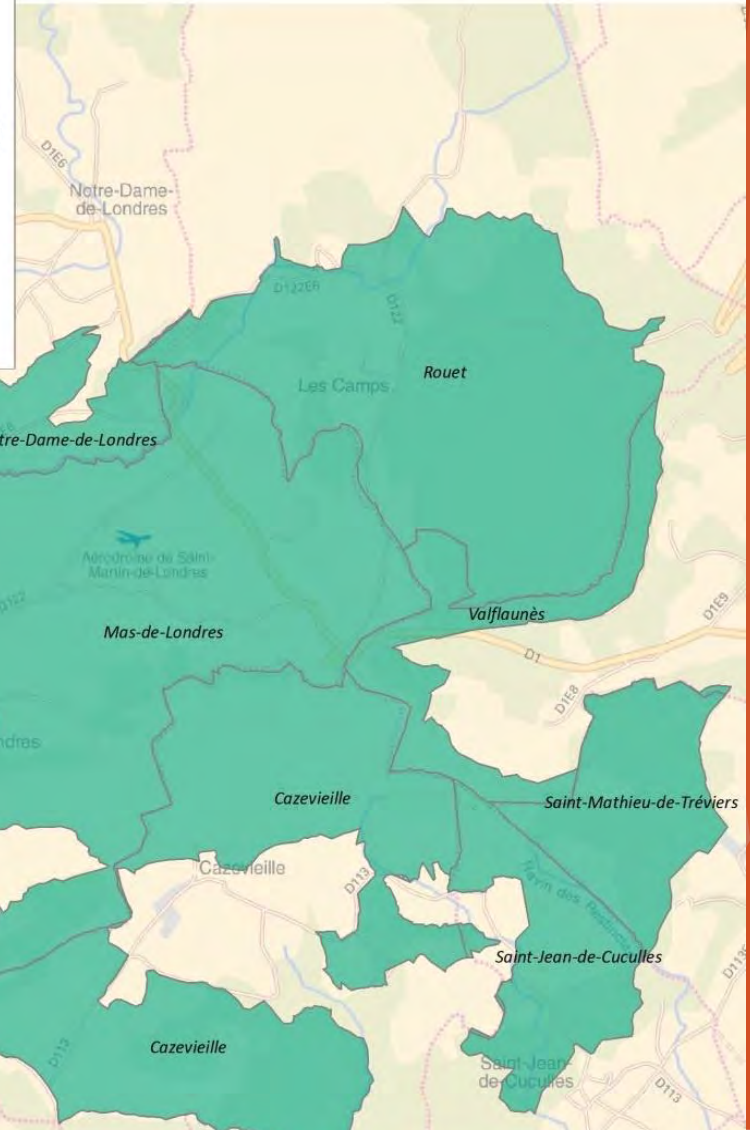 D1E6
Notre-Dame-
de-Londres
D122E6
D122
Les Camps
Rouet
tre-Dame-de-Londres
Aérodrome de Saint-
Martin-de-Londres
D122
Mas-de-Londres
Valflaunès
D1E9
D1
D1E8
ndres
Cazevieille
Saint-Mathieu-de-Tréviers
Cazevieille
D113
Ravin des
Saint-Jean-de-Cuculles
D113
Cazevieille
D113
Saint-Jean-
de-Cuculles
D113